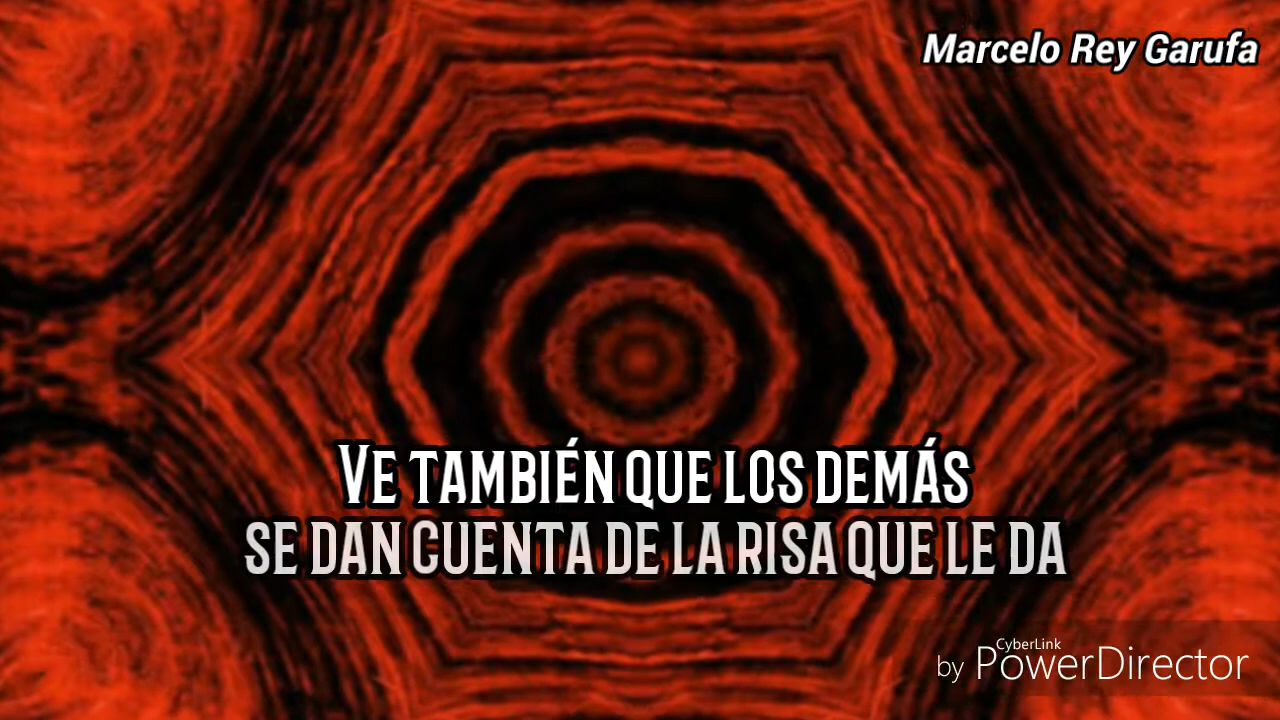 Marcelo Rey Garufa
VE TAMBIÉN QUE LOS DEMÁS
SE DAN CUENTA DE LA RISA QUE LE DA
CyberLink
by PowerDirector